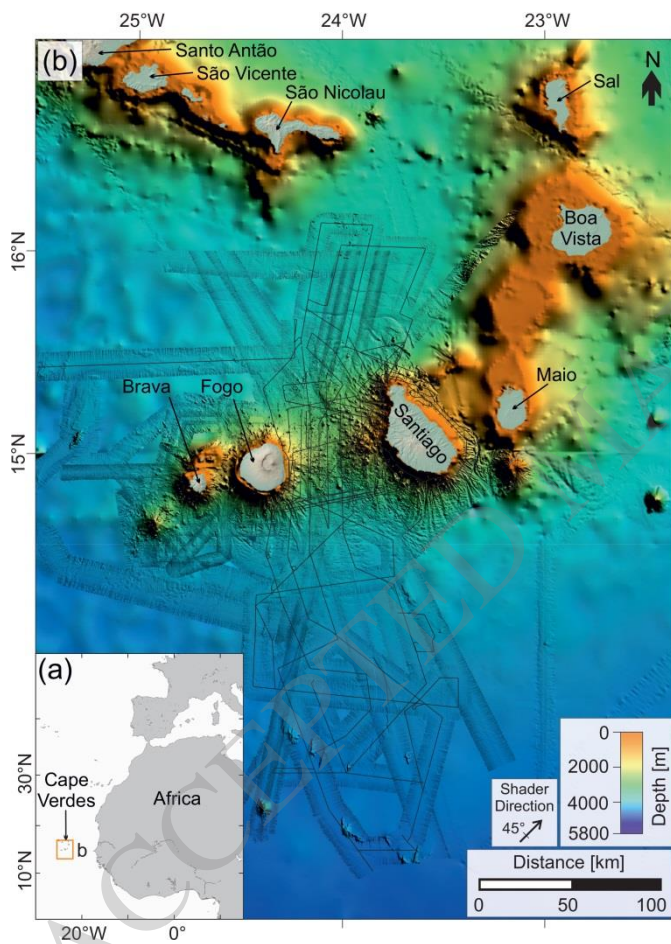 25°W
24°W
23°W
(b)
Santo Antão
São Vicente
São Nicolau
Sal
N
Boa
Vista
16°N
Brava
Fogo
Santiago
Maio
15°N
(a)
30°N
Cape
Verdes
Africa
b
10°N
20°W
0°
0
2000
4000
5800
Depth [m]
Shader
Direction
45°
Distance [km]
0
50
100
ACCEPTED